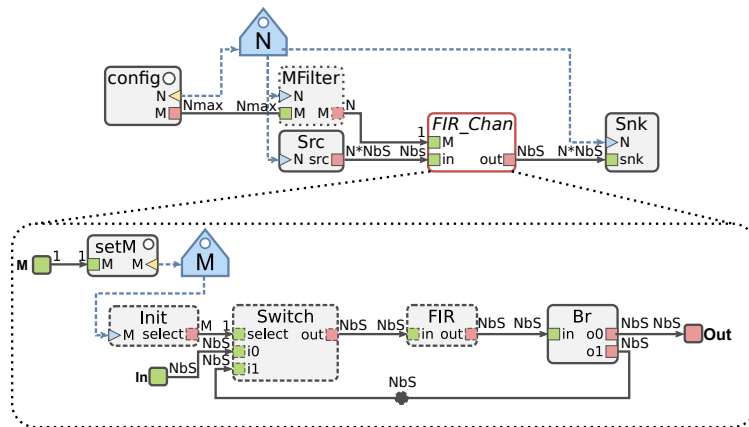 N
config
N
M
Nmax
Nmax
MFilter
N
M
M
N
Src
N src
N*NbS
Nbs
1
FIR_Chan
M
in out
NbS
N*NbS
Snk
N
snk
M
1
1
setM
M M
M
Init
M select
M
1
Switch
select
out
i0
i1
NbS
NbS
In
NbS
NbS
NbS
FIR
in out
NbS
NbS
Br
in o0
o1
NbS NbS
Out
NbS
NbS